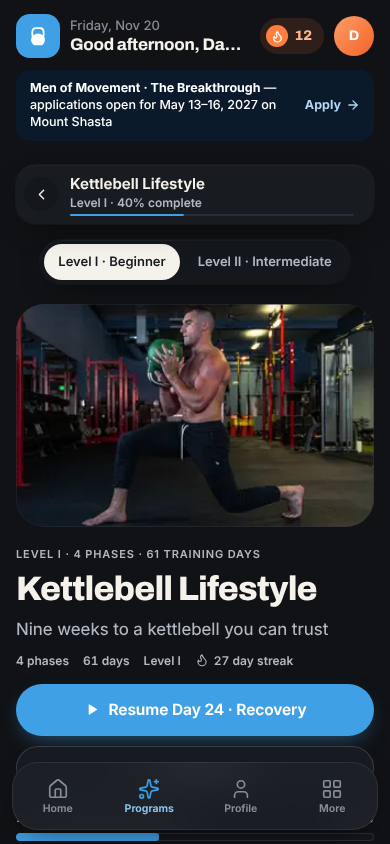 Friday, Nov 20
Good afternoon, Da...
12
D
Men of Movement · The Breakthrough —
applications open for May 13–16, 2027 on
Mount Shasta
Apply →
Kettlebell Lifestyle
Level I · 40% complete
Level I · Beginner
Level II · Intermediate
LEVEL I · 4 PHASES · 61 TRAINING DAYS
Kettlebell Lifestyle
Nine weeks to a kettlebell you can trust
4 phases 61 days Level I 27 day streak
Resume Day 24 · Recovery
Home Programs Profile More